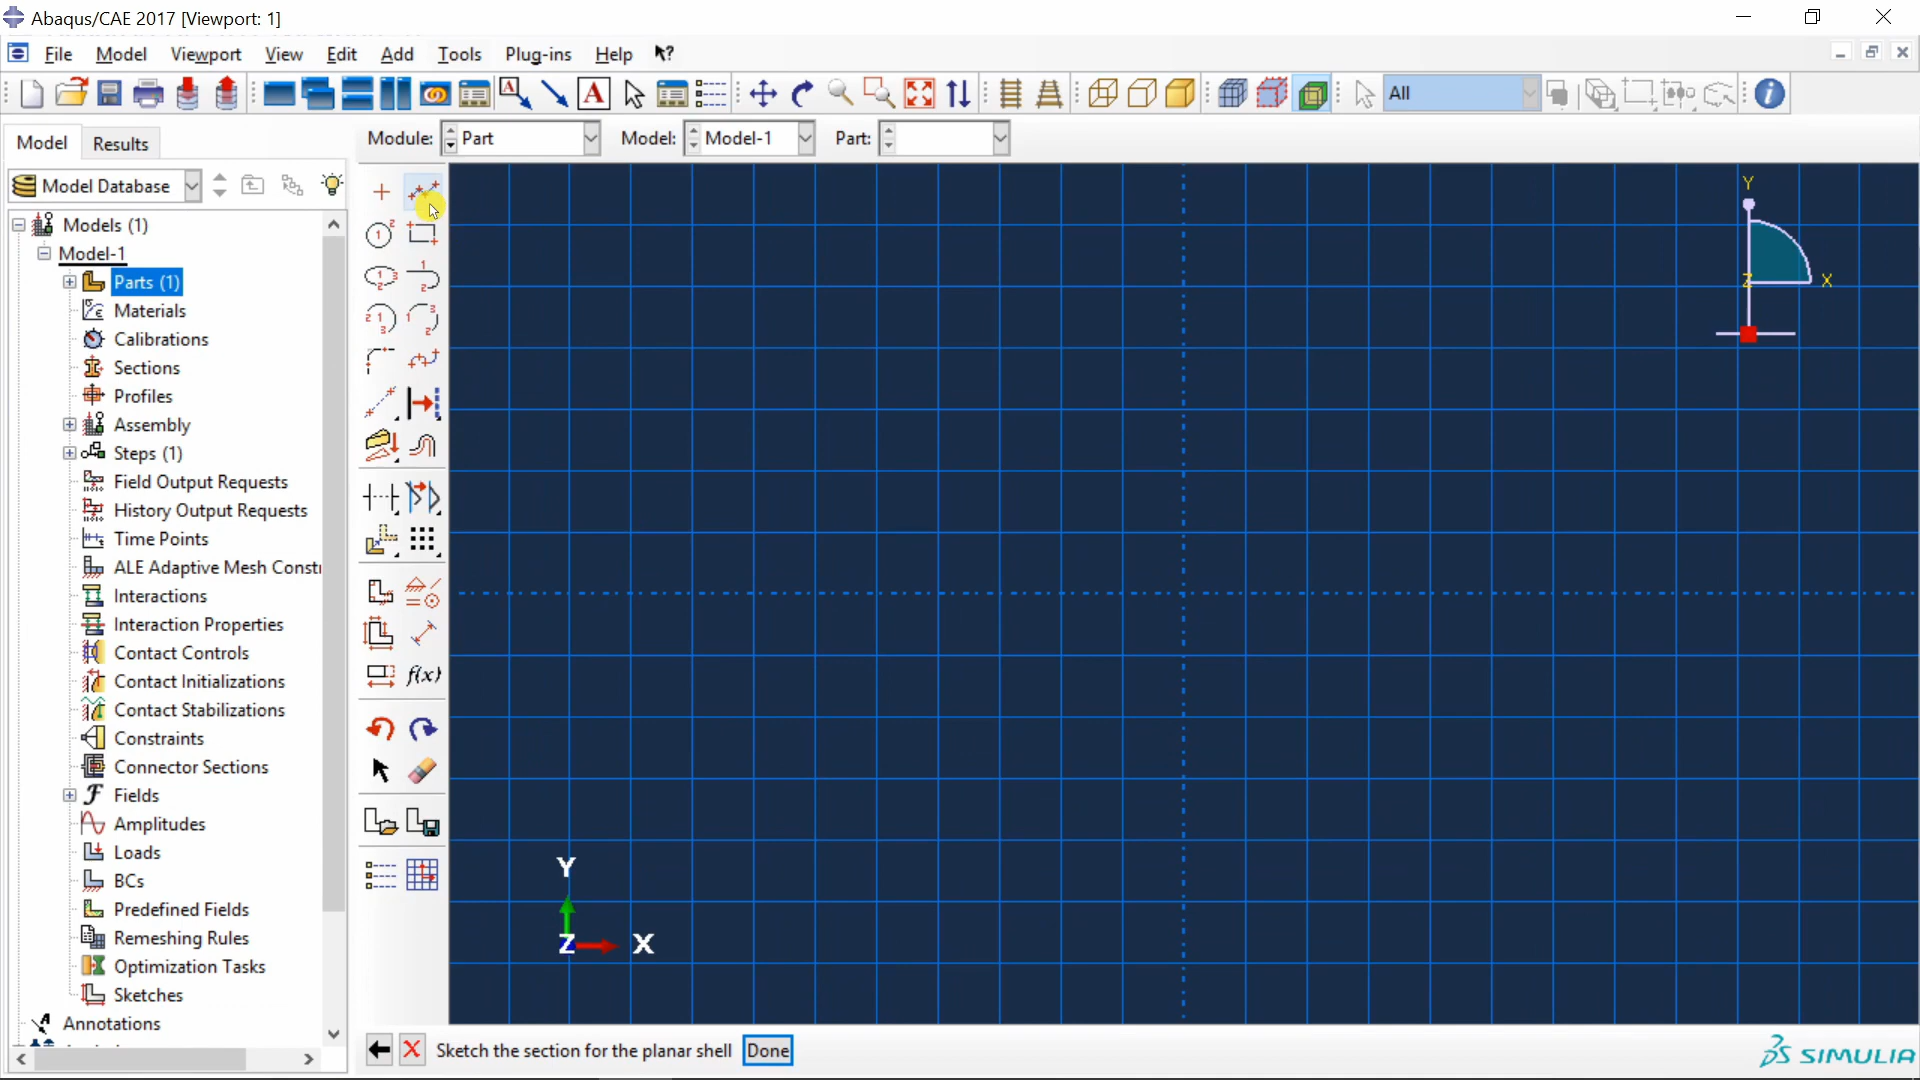 Abaqus/CAE 2017 [Viewport: 1]
File Model Viewport View Edit Add Tools Plug-ins Help
All
Model Results
Module: Part Model: Model-1 Part:
Model Database
Models (1)
Model-1
Parts (1)
Materials
Calibrations
Sections
Profiles
Assembly
Steps (1)
Field Output Requests
History Output Requests
Time Points
ALE Adaptive Mesh Constr
Interactions
Interaction Properties
Contact Controls
Contact Initializations
Contact Stabilizations
Constraints
Connector Sections
Fields
Amplitudes
Loads
BCs
Predefined Fields
Remeshing Rules
Optimization Tasks
Sketches
Annotations
f(x)
Y
X
Z
Y
Z
X
Sketch the section for the planar shell Done
SIMULIA